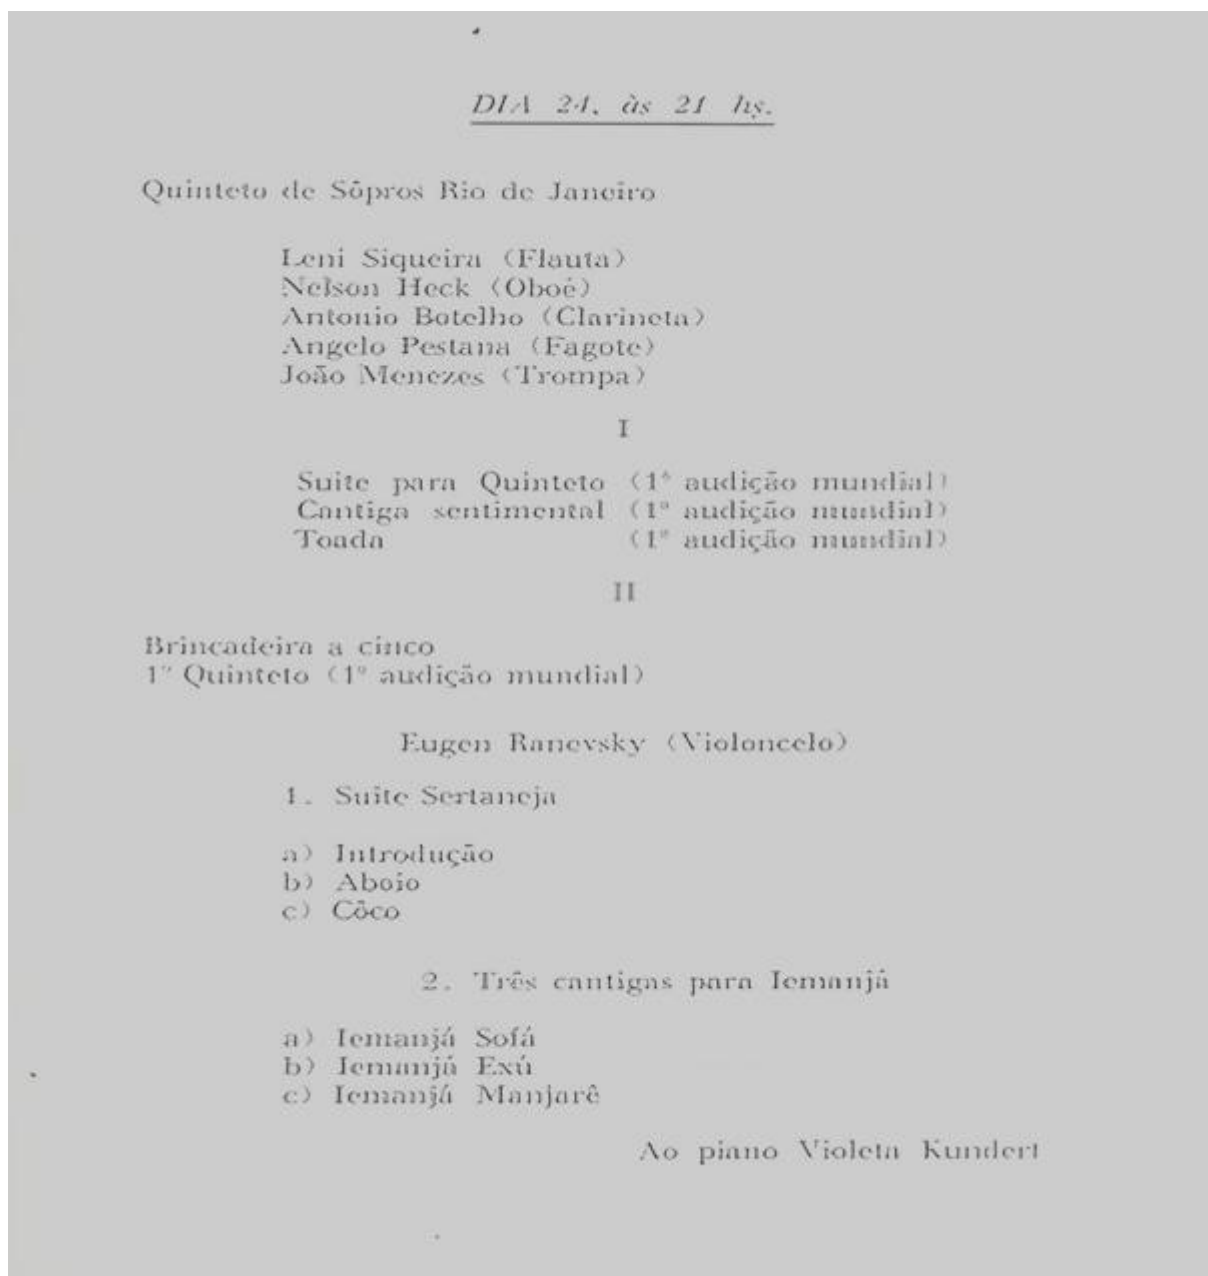 DIA 24, às 21 hs.
Quinteto de Sôpros Rio de Janeiro
Leni Siqueira (Flauta)
Nelson Heck (Oboé)
Antonio Botelho (Clarineta)
Angelo Pestana (Fagote)
João Menezes (Trompa)
I
Suite para Quinteto (1ª audição mundial)
Cantiga sentimental (1ª audição mundial)
Toada (1ª audição mundial)
II
Brincadeira a cinco
1º Quinteto (1ª audição mundial)
Eugen Ranevsky (Violoncelo)
1. Suite Sertaneja
a) Introdução
b) Aboio
c) Côco
2. Três cantigas para Iemanjá
a) Iemanjá Sofá
b) Iemanjá Exú
c) Iemanjá Manjarê
Ao piano Violeta Kundert